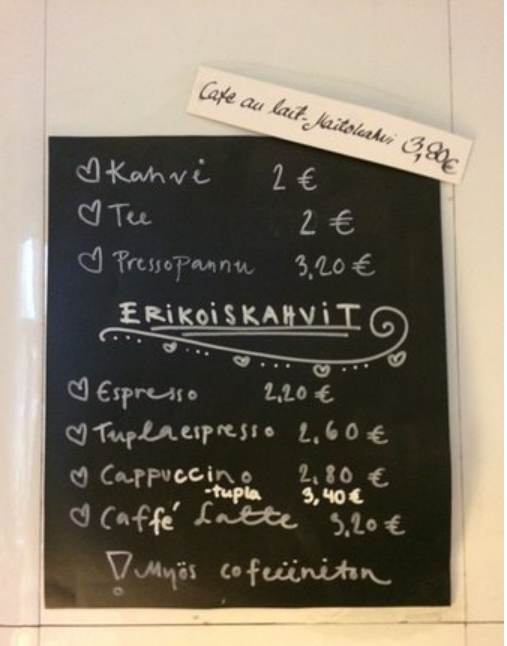 Cafe au lait - Maitokahvi 3,80€
Kahvi 2 €
Tee 2 €
Pressopannu 3,20 €
ERIKOISKAHVIT
Espresso 2,20 €
Tuplaespresso 2,60 €
Cappuccino 2,80 €
-tupla 3,40 €
Caffé Latte 3,20 €
! Myös cofeiiniton